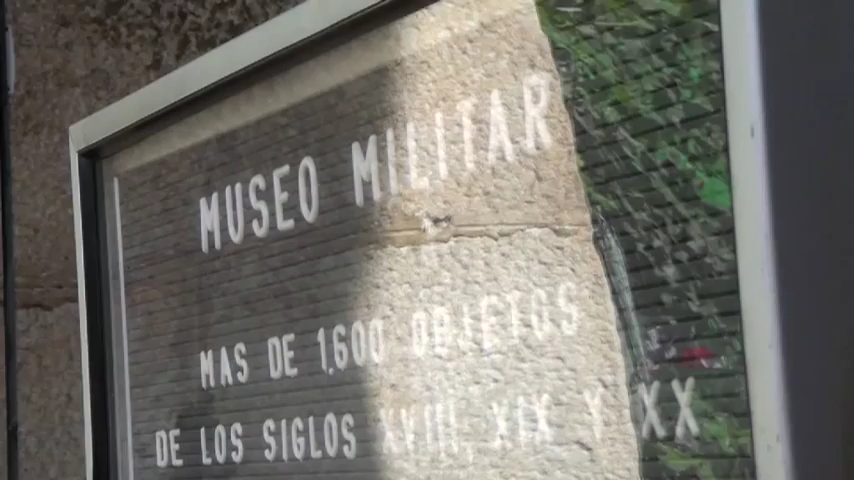 MUSEO MILITAR
MAS DE 1.600 OBJETOS
DE LOS SIGLOS XVIII, XIX Y XX